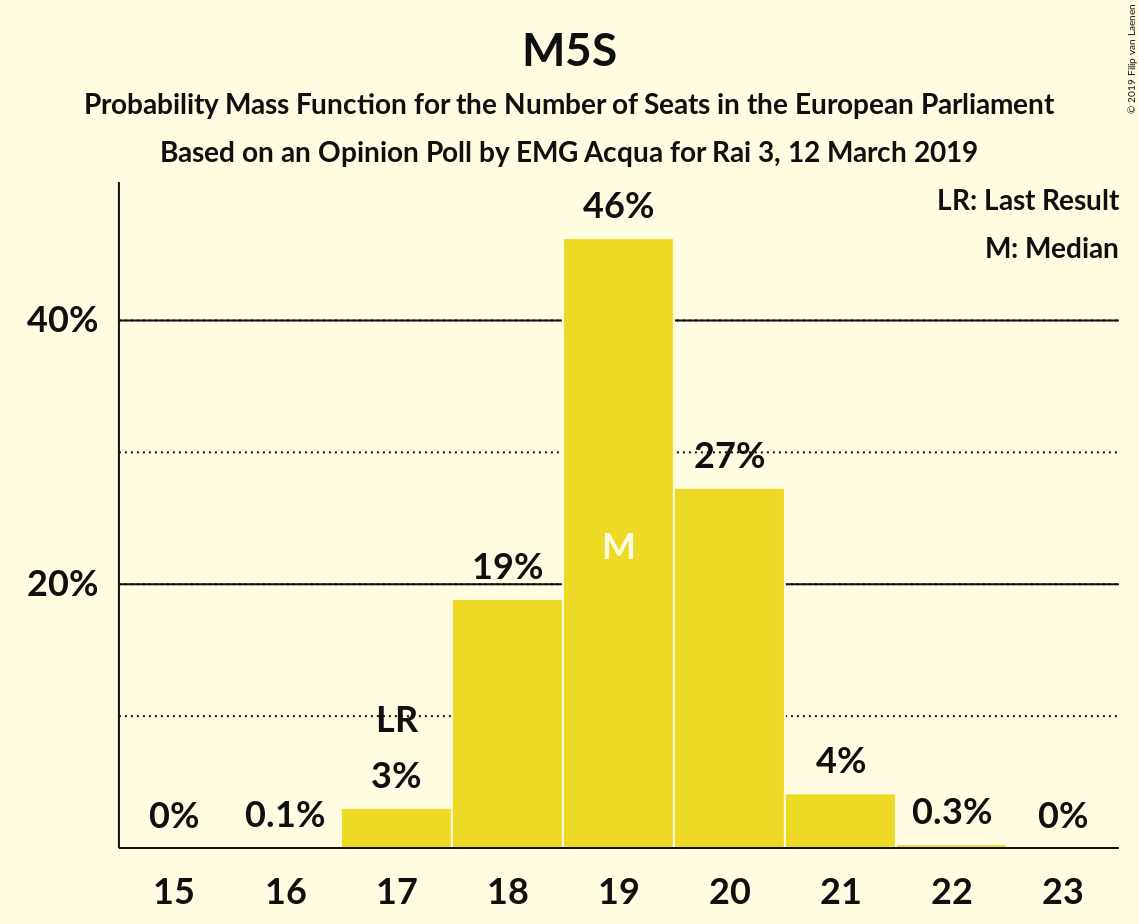 M5S
Probability Mass Function for the Number of Seats in the European Parliament
Based on an Opinion Poll by EMG Acqua for Rai 3, 12 March 2019
© 2019 Filip van Laenen
LR: Last Result
M: Median
46%
40%
27%
M
19%
20%
LR
3%
4%
0%
0.1%
0.3%
0%
15 16 17 18 19 20 21 22 23